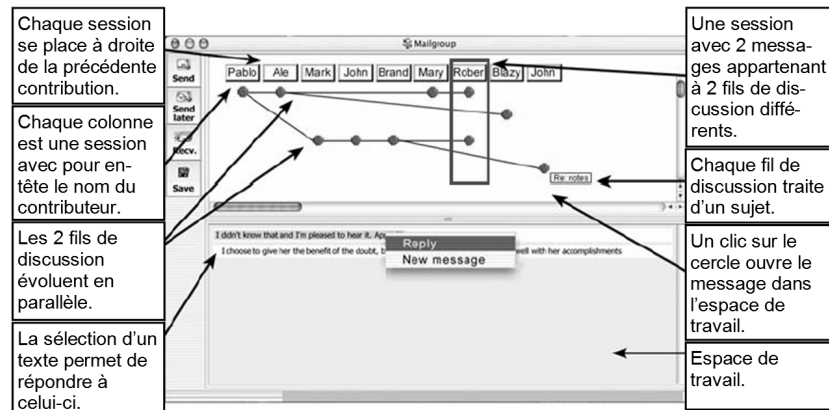 Chaque session
se place à droite
de la précédente
contribution.
Chaque colonne
est une session
avec pour en-
tête le nom du
contributeur.
Les 2 fils de
discussion
évoluent en
parallèle.
La sélection d'un
texte permet de
répondre à
celui-ci.
Mailgroup
Send
Send
later
Recv.
Save
Pablo Ale Mark John Brand Mary Rober Blazy John
Re: notes
I didn't know that and I'm pleased to hear it.
I choose to give her the benefit of the doubt, well with her accomplishments
Reply
New message
Une session
avec 2 messa-
ges appartenant
à 2 fils de dis-
cussion diffé-
rents.
Chaque fil de
discussion traite
d'un sujet.
Un clic sur le
cercle ouvre le
message dans
l'espace de
travail.
Espace de
travail.